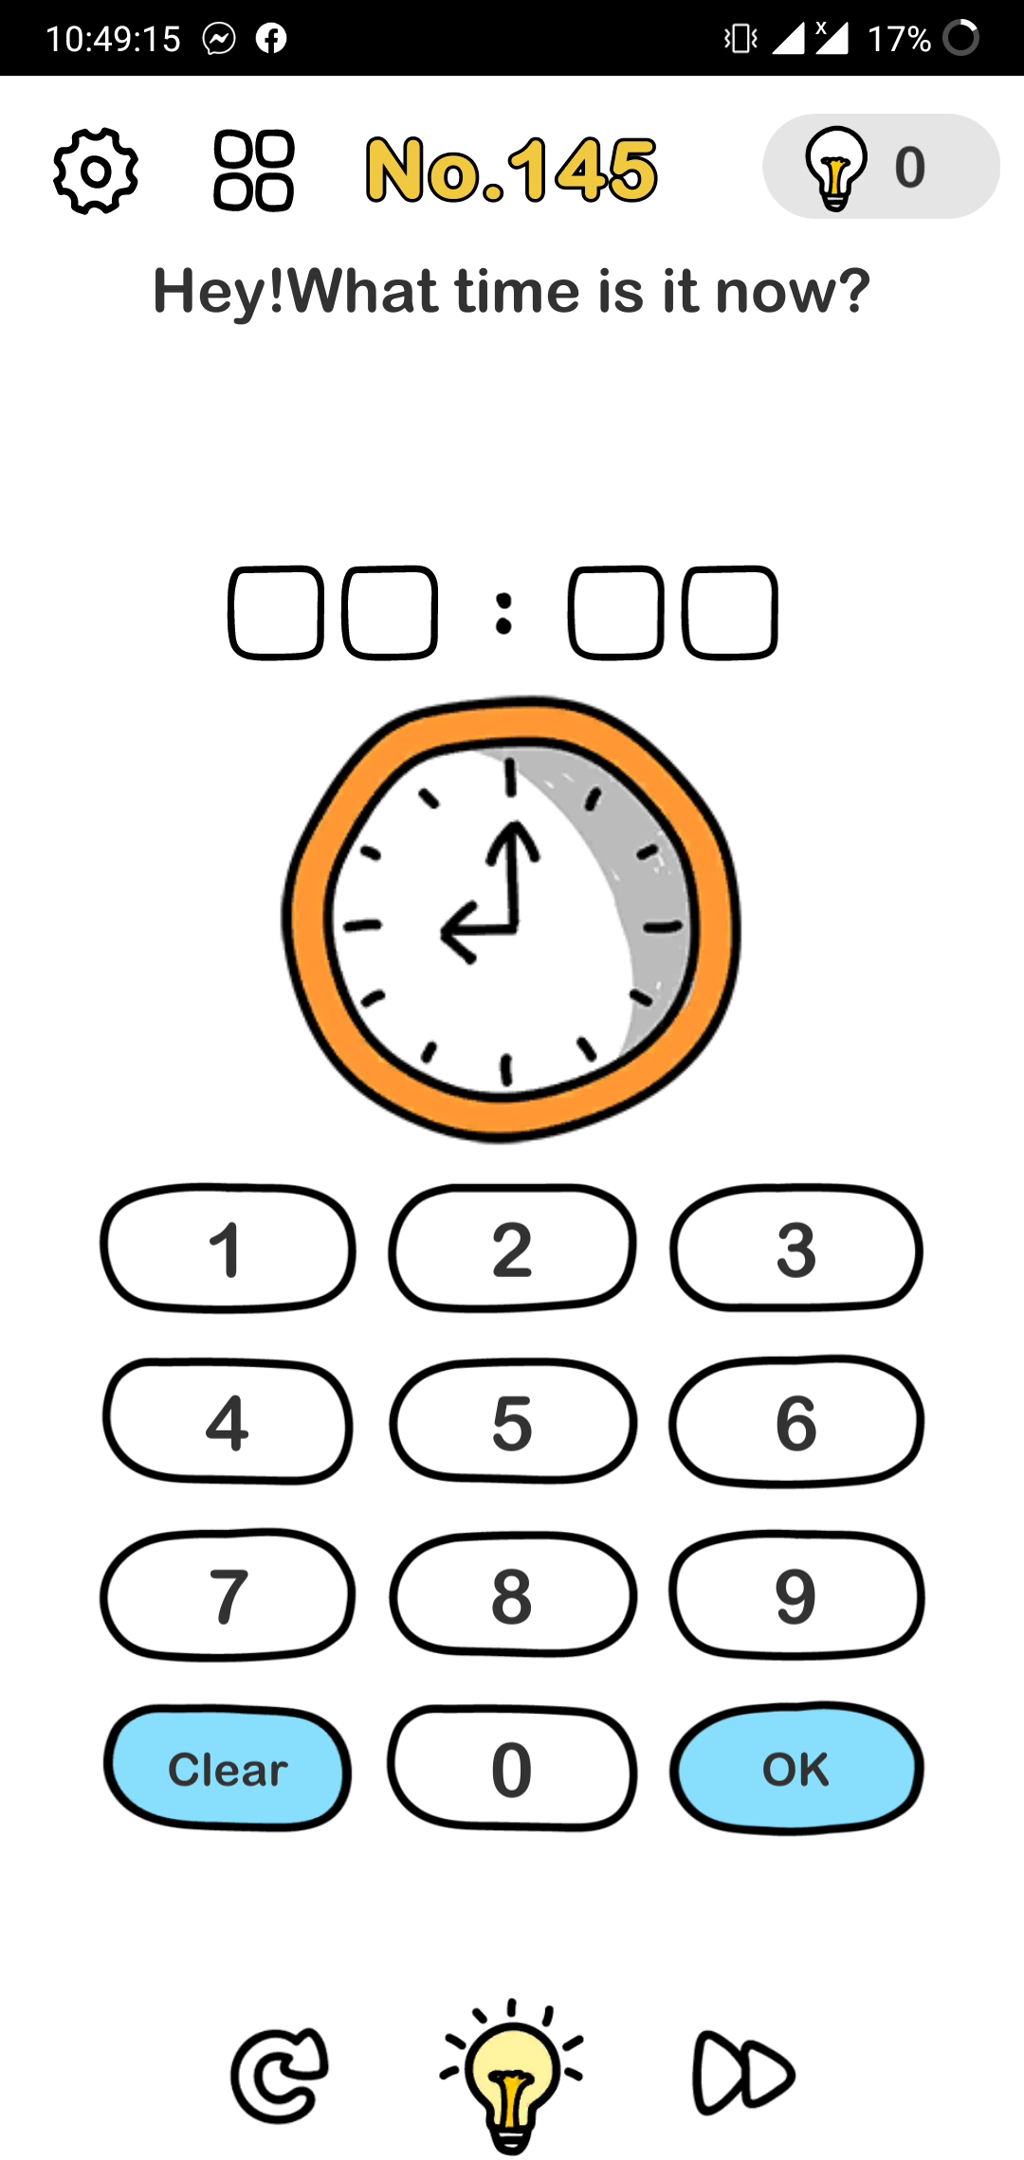 10:49:15 x 17%
No.145 0
Hey!What time is it now?
:
1 2 3
4 5 6
7 8 9
Clear 0 OK